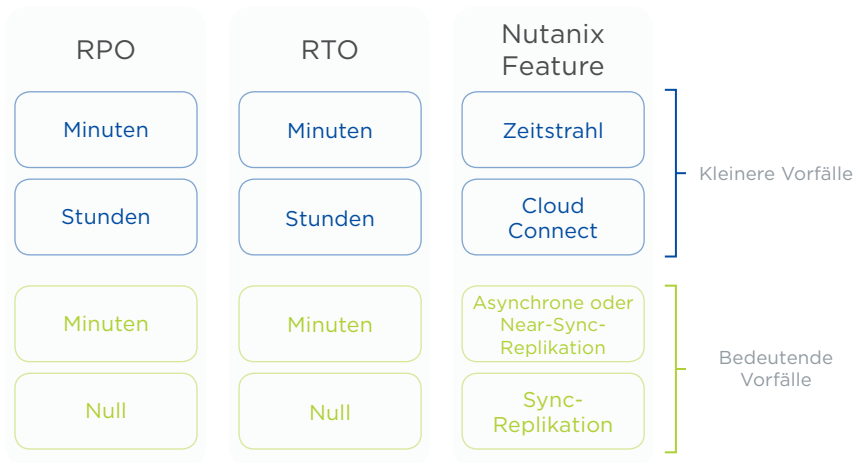 RPO
RTO
Nutanix
Feature
Minuten
Minuten
Zeitstrahl
Stunden
Stunden
Cloud
Connect
Kleinere Vorfälle
Minuten
Minuten
Asynchrone oder
Near-Sync-
Replikation
Null
Null
Sync-
Replikation
Bedeutende
Vorfälle